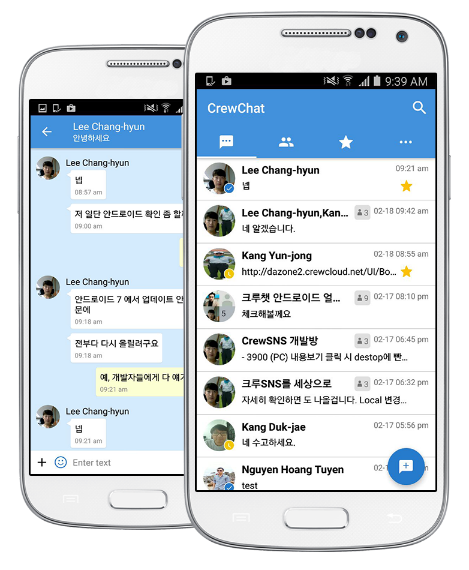 Lee Chang-hyun
안녕하세요
Lee Chang-hyun
넵
08:57 am
저 일단 안드로이드 확인 좀 할
09:00 am
Lee Chang-hyun
안드로이드 7 에서 업데이트 안
문에
09:18 am
전부다 다시 올릴려구요
09:18 am
예, 개발자들에게 다 얘
09:21 am
Lee Chang-hyun
넵
09:21 am
Enter text
9:39 AM
CrewChat
Lee Chang-hyun
09:21 am
넵
Lee Chang-hyun,Kan...
3
02-18 09:42 am
네 알겠습니다.
Kang Yun-jong
02-18 08:55 am
http://dazone2.crewcloud.net/UI/Bo...
크루챗 안드로이드 얼...
9
02-17 08:10 pm
5
체크해볼께요
CrewSNS 개발방
3
02-17 06:45 pm
- 3900 (PC) 내용보기 클릭 시 destop에 빤...
크루SNS를 세상으로
3
02-17 06:32 pm
자세히 확인하면 도 나올겁니다. Local 변경...
Kang Duk-jae
02-17 05:56 pm
네 수고하세요.
Nguyen Hoang Tuyen
test